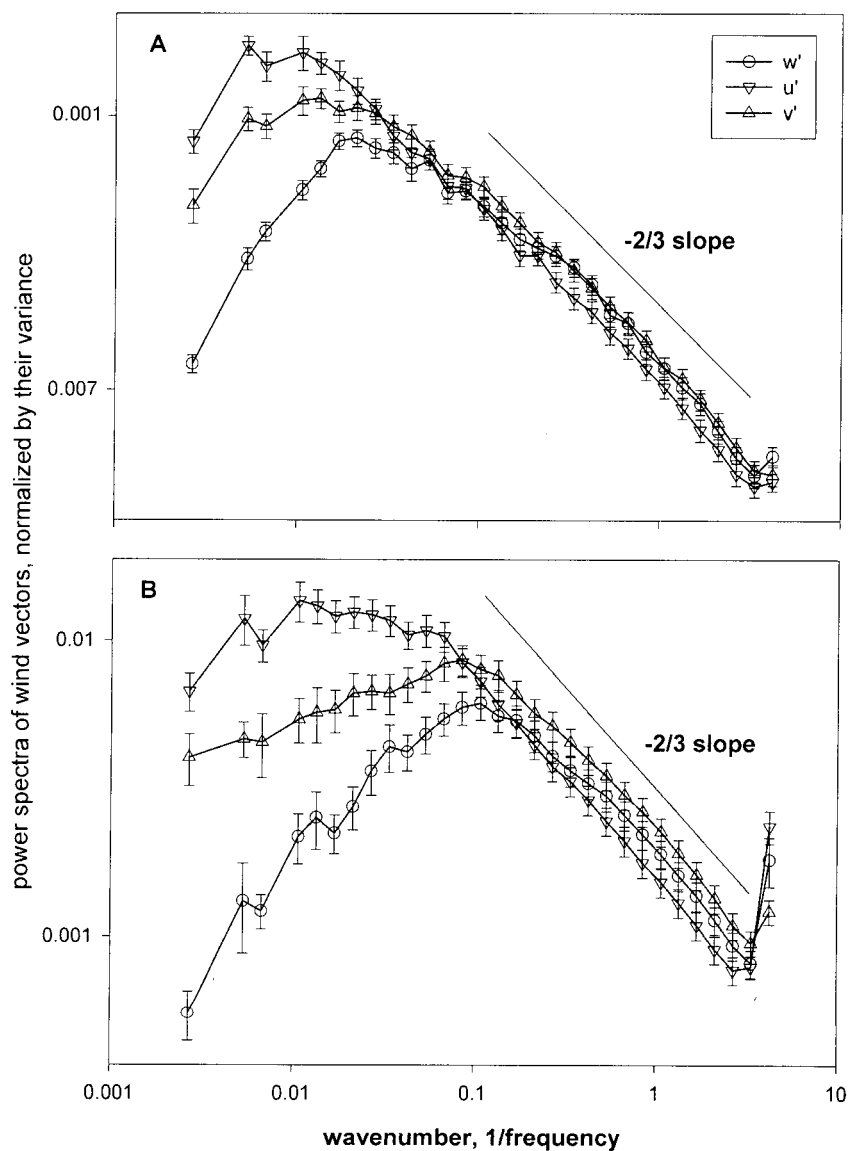 A
w'
u'
v'
0.001
-2/3 slope
0.007
power spectra of wind vectors, normalized by their variance
B
0.01
-2/3 slope
0.001
0.001
0.01
0.1
1
10
wavenumber, 1/frequency